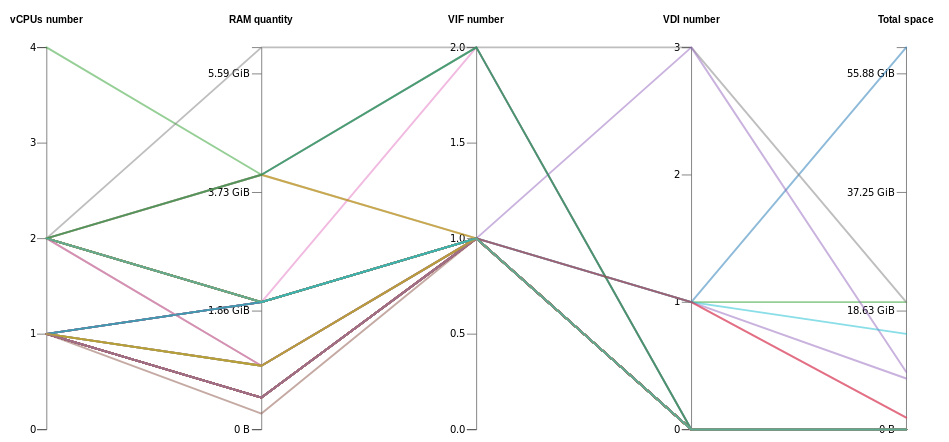 vCPUs number
RAM quantity
VIF number
VDI number
Total space
4
3
2
1
0
5.59 GiB
3.73 GiB
1.86 GiB
0 B
2.0
1.5
1.0
0.5
0.0
3
2
1
0
55.88 GiB
37.25 GiB
18.63 GiB
0 B